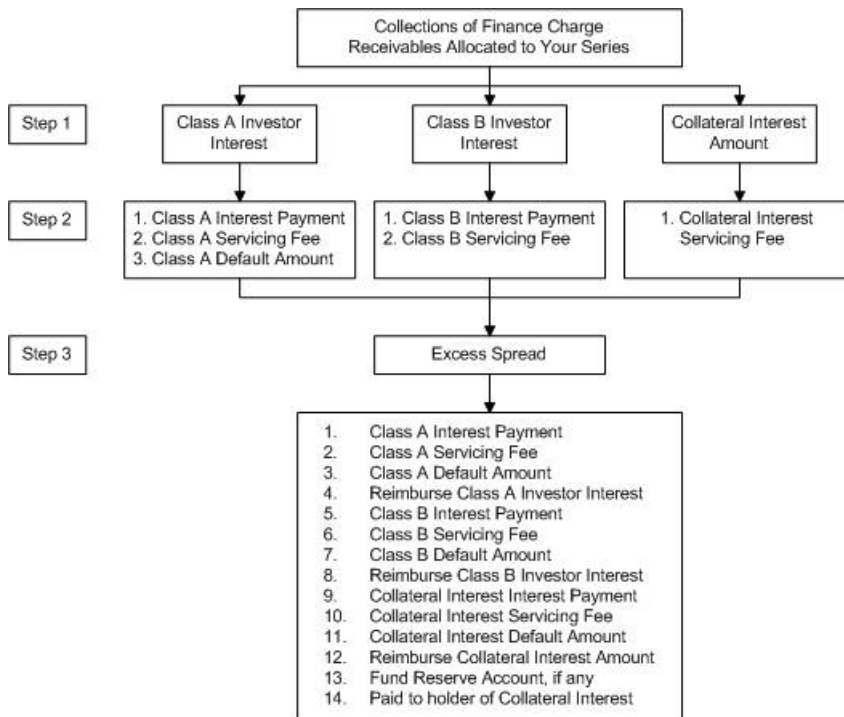 Collections of Finance Charge
Receivables Allocated to Your Series
Step 1
Class A Investor
Interest
Class B Investor
Interest
Collateral Interest
Amount
Step 2
1. Class A Interest Payment
2. Class A Servicing Fee
3. Class A Default Amount
1. Class B Interest Payment
2. Class B Servicing Fee
1. Collateral Interest
Servicing Fee
Step 3
Excess Spread
1. Class A Interest Payment
2. Class A Servicing Fee
3. Class A Default Amount
4. Reimburse Class A Investor Interest
5. Class B Interest Payment
6. Class B Servicing Fee
7. Class B Default Amount
8. Reimburse Class B Investor Interest
9. Collateral Interest Interest Payment
10. Collateral Interest Servicing Fee
11. Collateral Interest Default Amount
12. Reimburse Collateral Interest Amount
13. Fund Reserve Account, if any
14. Paid to holder of Collateral Interest